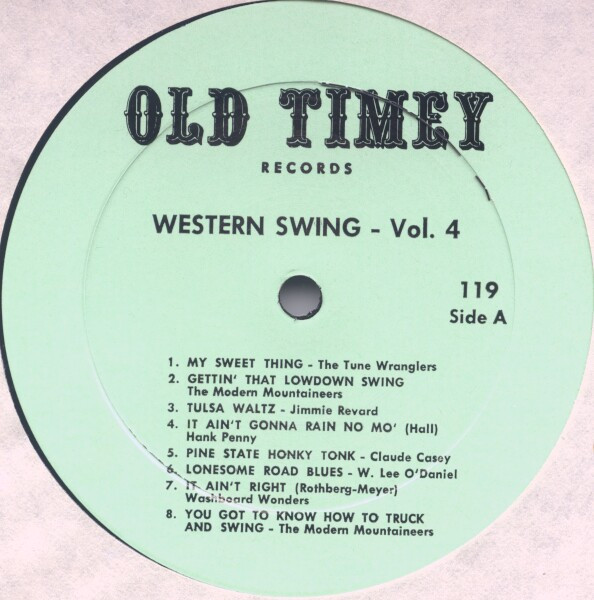 OLD TIMEY
RECORDS
WESTERN SWING - Vol. 4
119
Side A
1. MY SWEET THING - The Tune Wranglers
2. GETTIN' THAT LOWDOWN SWING
The Modern Mountaineers
3. TULSA WALTZ - Jimmie Revard
4. IT AIN'T GONNA RAIN NO MO' (Hall)
Hank Penny
5. PINE STATE HONKY TONK - Claude Casey
6. LONESOME ROAD BLUES - W. Lee O'Daniel
7. IT AIN'T RIGHT (Rothberg-Meyer)
Washboard Wonders
8. YOU GOT TO KNOW HOW TO TRUCK
AND SWING - The Modern Mountaineers